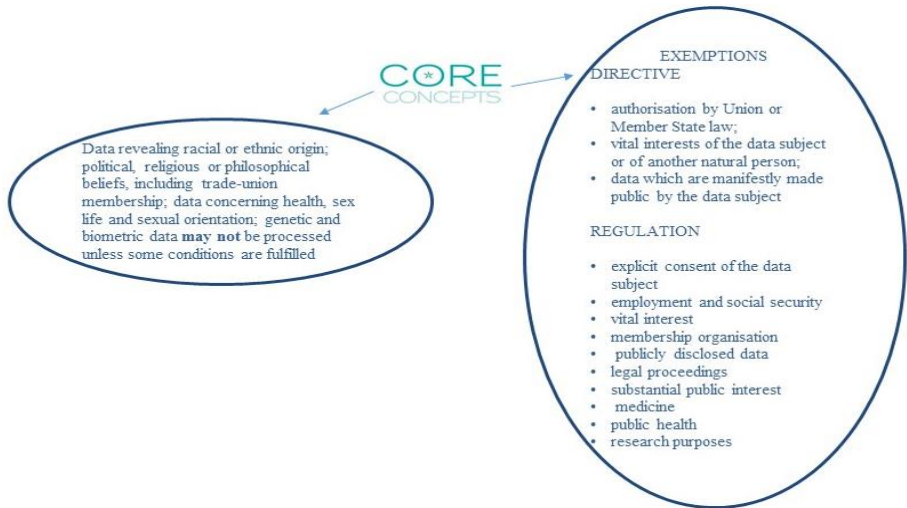 CORE
CONCEPTS
Data revealing racial or ethnic origin;
political, religious or philosophical
beliefs, including trade-union
membership; data concerning health, sex
life and sexual orientation; genetic and
biometric data may not be processed
unless some conditions are fulfilled
EXEMPTIONS
DIRECTIVE
• authorisation by Union or
Member State law;
• vital interests of the data subject
or of another natural person;
• data which are manifestly made
public by the data subject
REGULATION
• explicit consent of the data
subject
• employment and social security
• vital interest
• membership organisation
• publicly disclosed data
• legal proceedings
• substantial public interest
• medicine
• public health
• research purposes